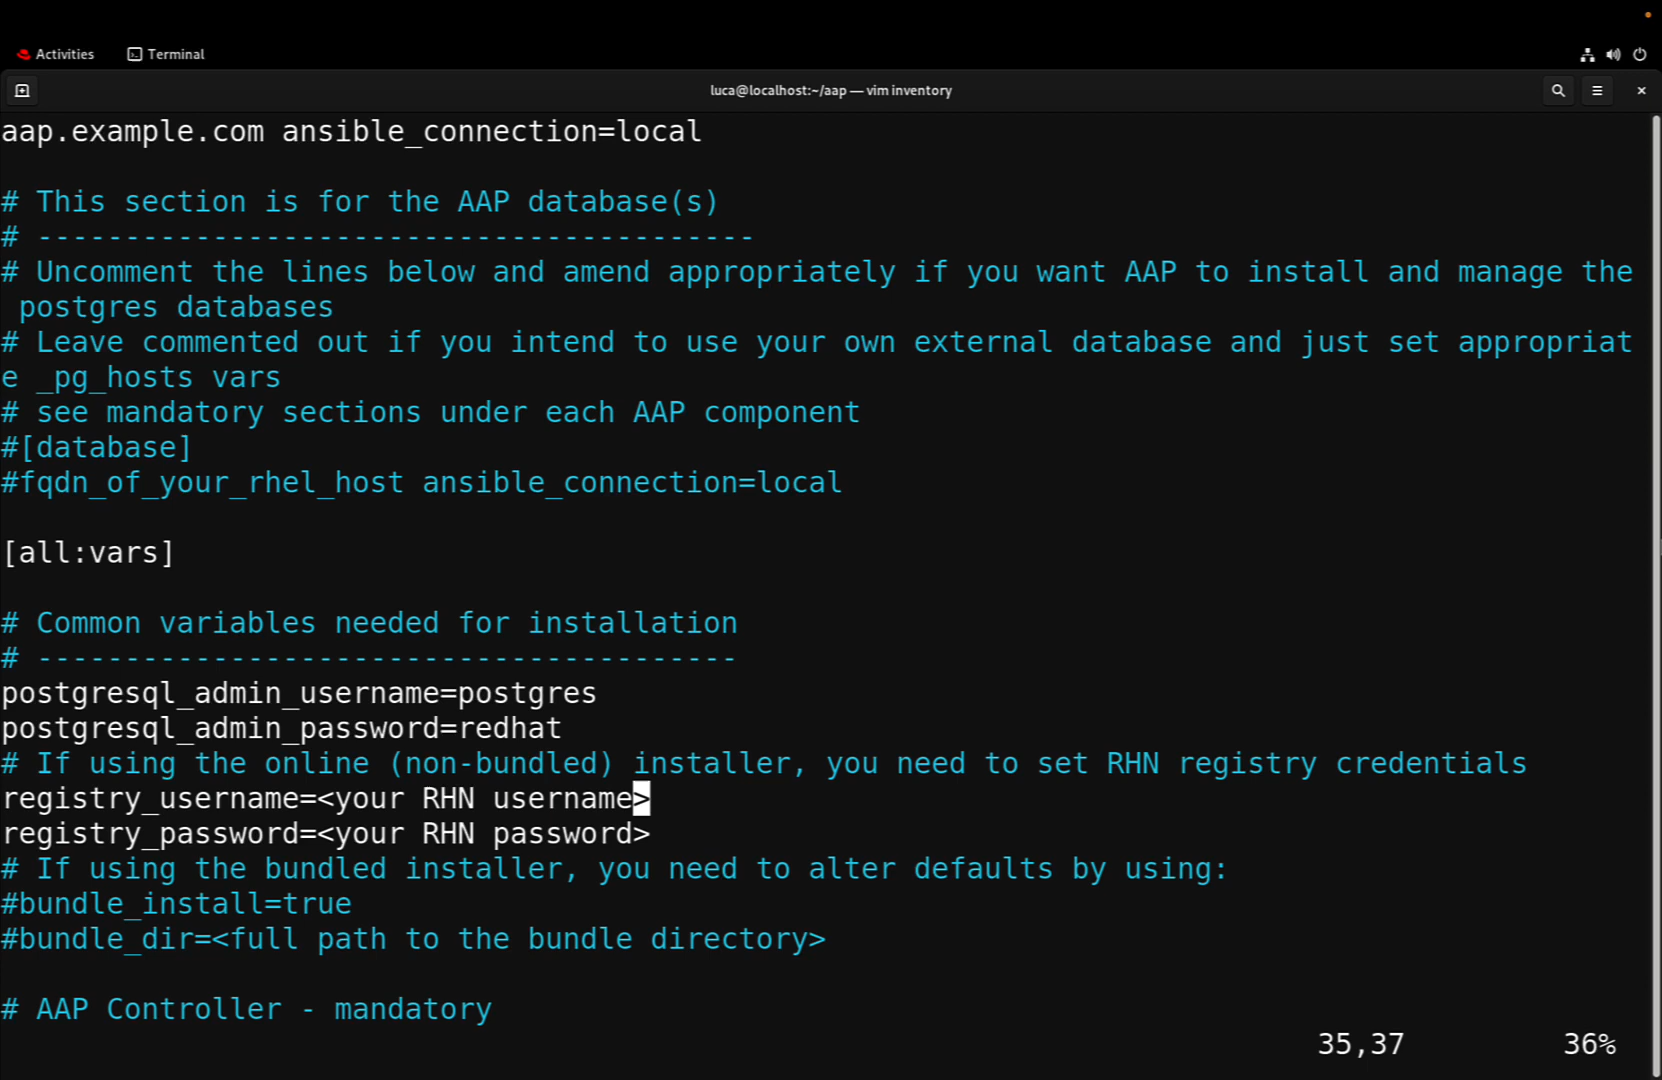 Activities Terminal
luca@localhost:~/aap — vim inventory
aap.example.com ansible_connection=local
# This section is for the AAP database(s)
# -----------------------------------------
# Uncomment the lines below and amend appropriately if you want AAP to install and manage the
postgres databases
# Leave commented out if you intend to use your own external database and just set appropriat
e _pg_hosts vars
# see mandatory sections under each AAP component
#[database]
#fqdn_of_your_rhel_host ansible_connection=local
[all:vars]
# Common variables needed for installation
# ----------------------------------------
postgresql_admin_username=postgres
postgresql_admin_password=redhat
# If using the online (non-bundled) installer, you need to set RHN registry credentials
registry_username=<your RHN username>
registry_password=<your RHN password>
# If using the bundled installer, you need to alter defaults by using:
#bundle_install=true
#bundle_dir=<full path to the bundle directory>
# AAP Controller - mandatory
35,37 36%